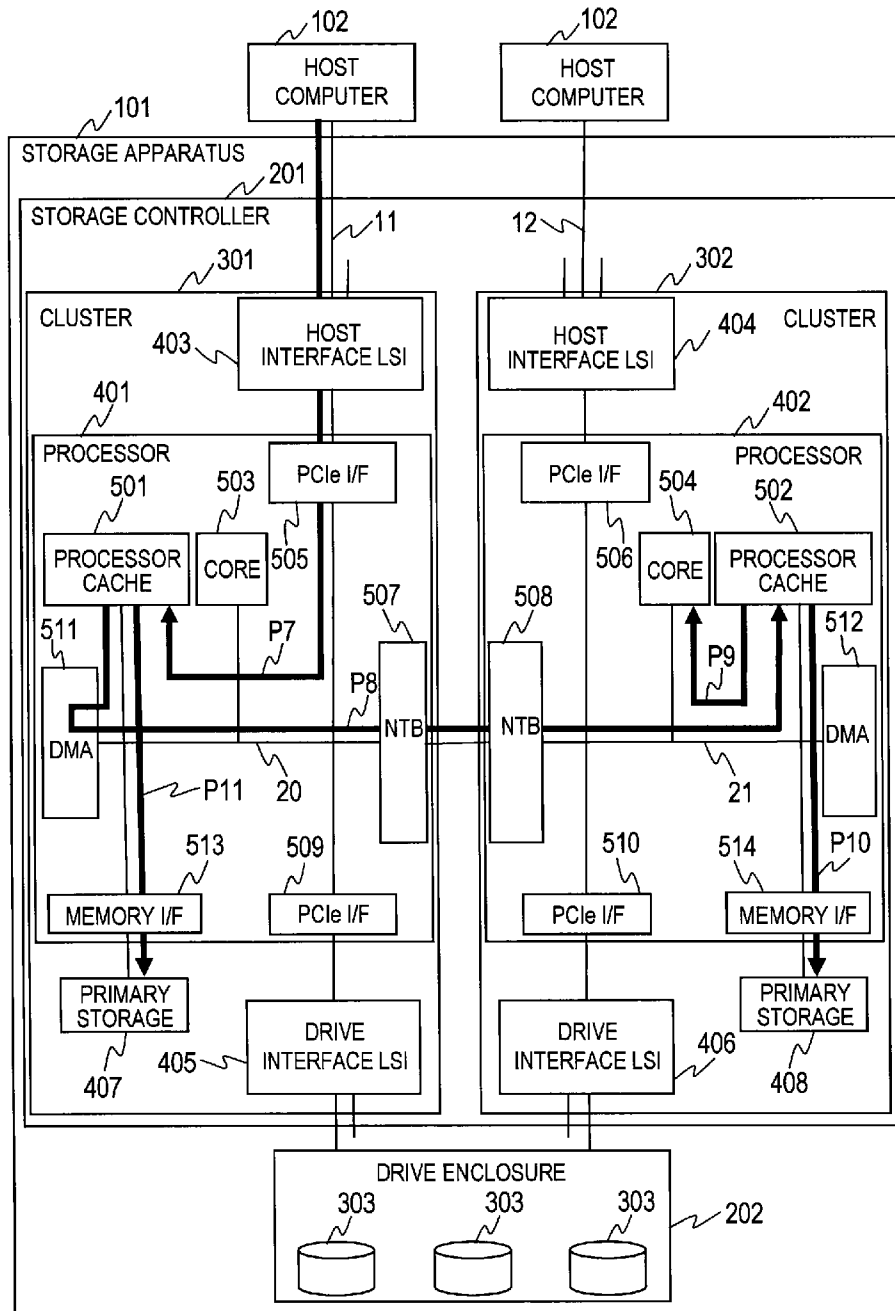 102
102
HOST
COMPUTER
HOST
COMPUTER
101
STORAGE APPARATUS
201
STORAGE CONTROLLER
11
12
301
302
CLUSTER
CLUSTER
403
HOST
INTERFACE LSI
HOST
INTERFACE LSI
404
401
402
PROCESSOR
PROCESSOR
501
503
PCIe I/F
PCIe I/F
504
502
PROCESSOR
CACHE
CORE
505
506
CORE
PROCESSOR
CACHE
511
507
508
512
P7
P9
P8
DMA
NTB
NTB
DMA
20
21
P11
P10
513
509
510
514
MEMORY I/F
PCIe I/F
PCIe I/F
MEMORY I/F
PRIMARY
STORAGE
PRIMARY
STORAGE
407
405
DRIVE
INTERFACE LSI
DRIVE
INTERFACE LSI
406
408
DRIVE ENCLOSURE
303
303
303
202